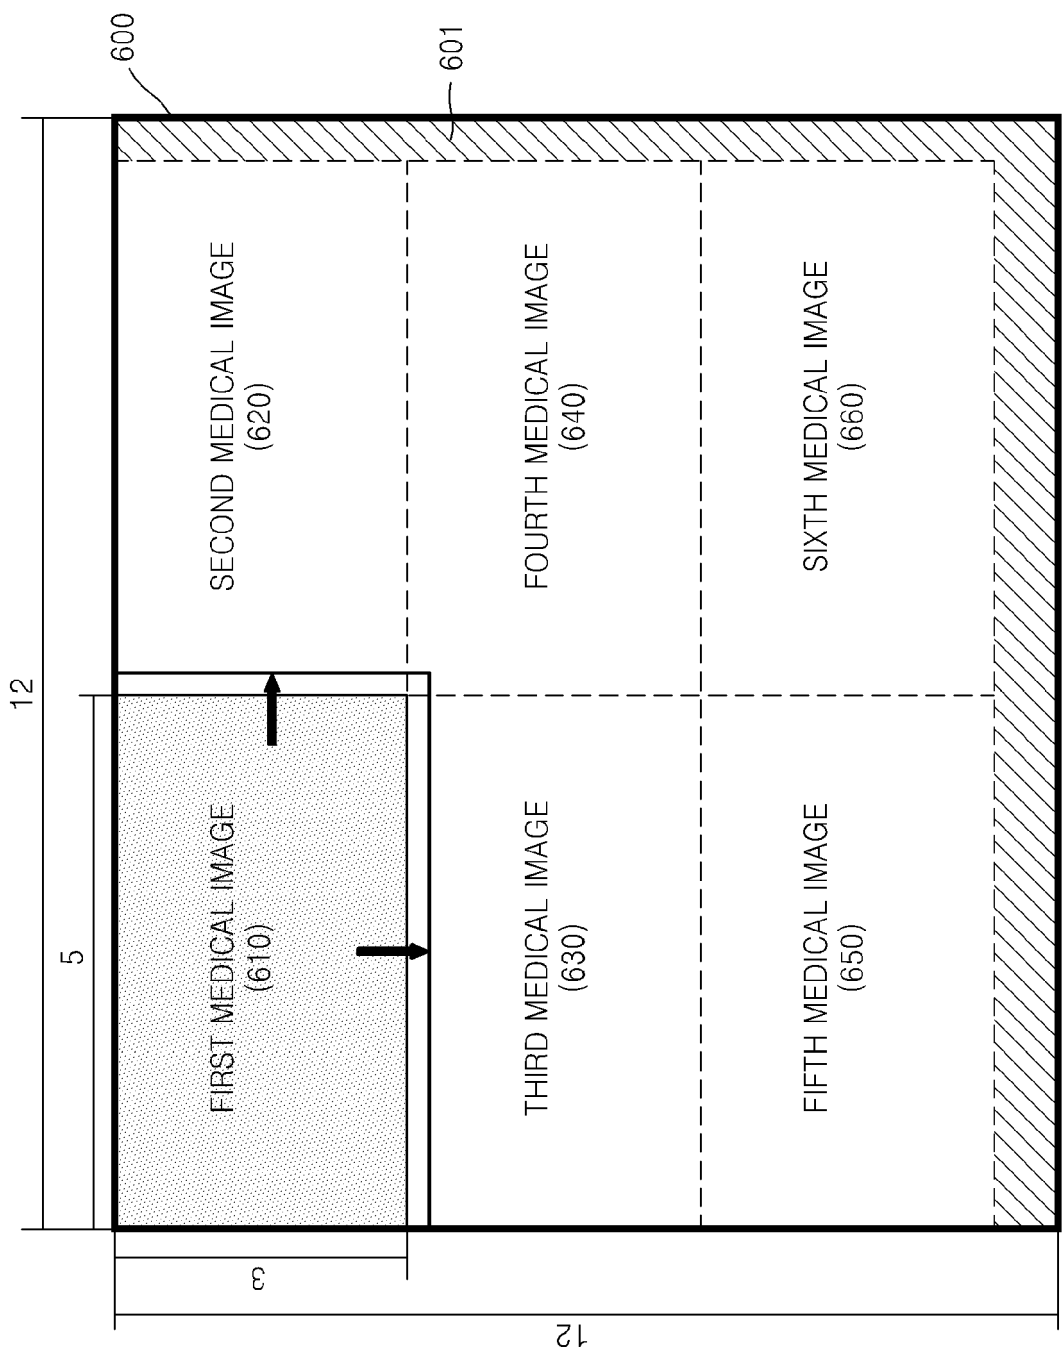 12
5
600
601
3
12
FIRST MEDICAL IMAGE
(610)
SECOND MEDICAL IMAGE
(620)
THIRD MEDICAL IMAGE
(630)
FOURTH MEDICAL IMAGE
(640)
FIFTH MEDICAL IMAGE
(650)
SIXTH MEDICAL IMAGE
(660)